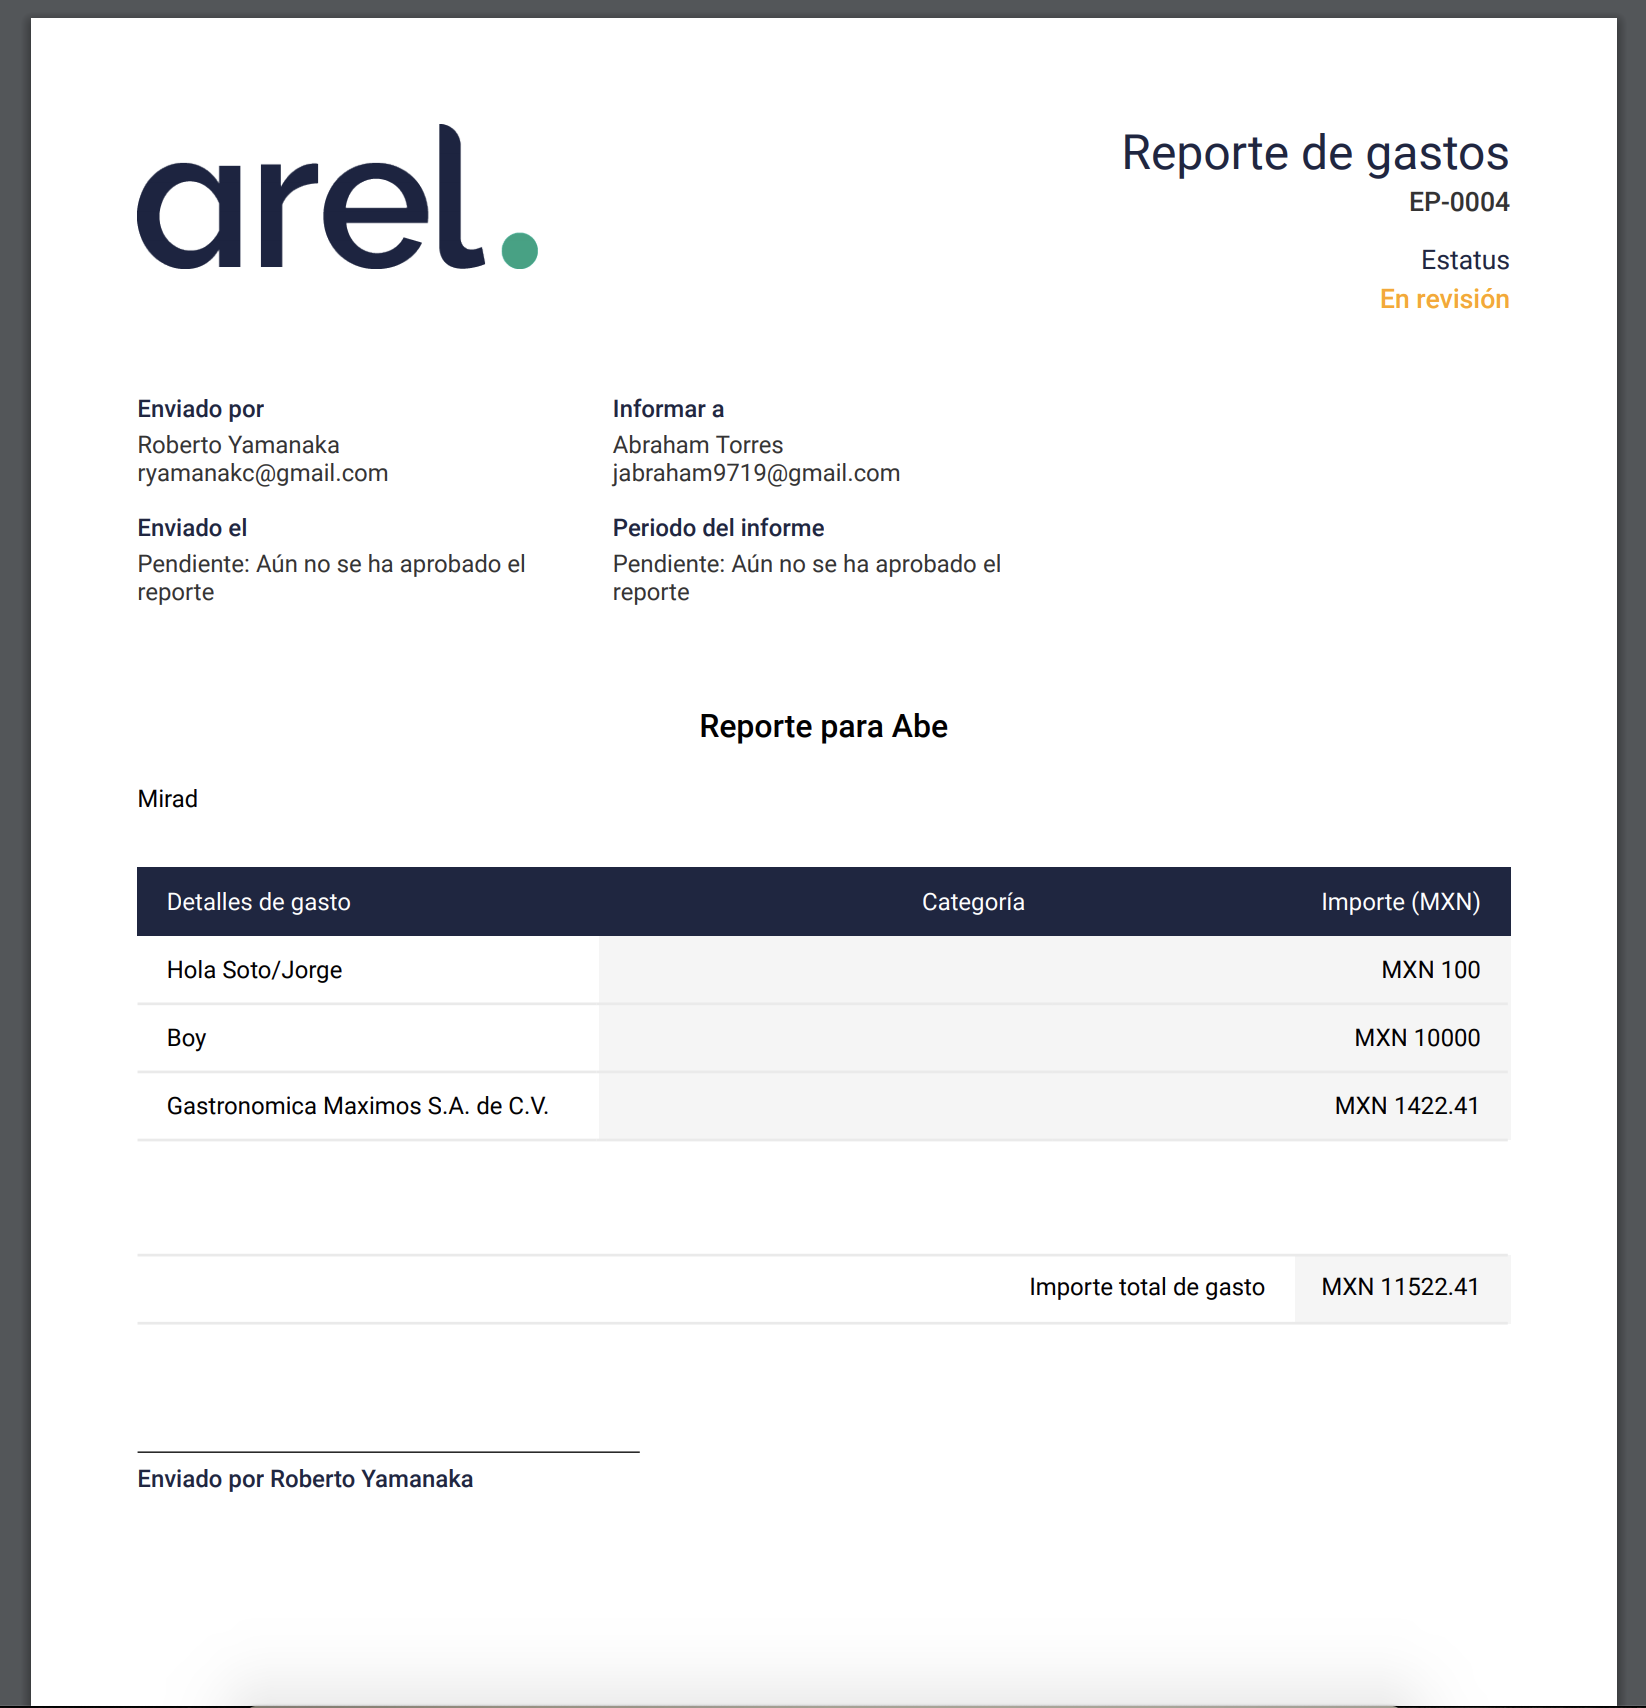 arel.
Reporte de gastos
EP-0004
Estatus
En revisión
Enviado por
Roberto Yamanaka
ryamanakc@gmail.com
Informar a
Abraham Torres
jabraham9719@gmail.com
Enviado el
Pendiente: Aún no se ha aprobado el
reporte
Periodo del informe
Pendiente: Aún no se ha aprobado el
reporte
Reporte para Abe
Mirad
Detalles de gasto Categoría Importe (MXN)
Hola Soto/Jorge MXN 100
Boy MXN 10000
Gastronomica Maximos S.A. de C.V. MXN 1422.41
Importe total de gasto MXN 11522.41
Enviado por Roberto Yamanaka